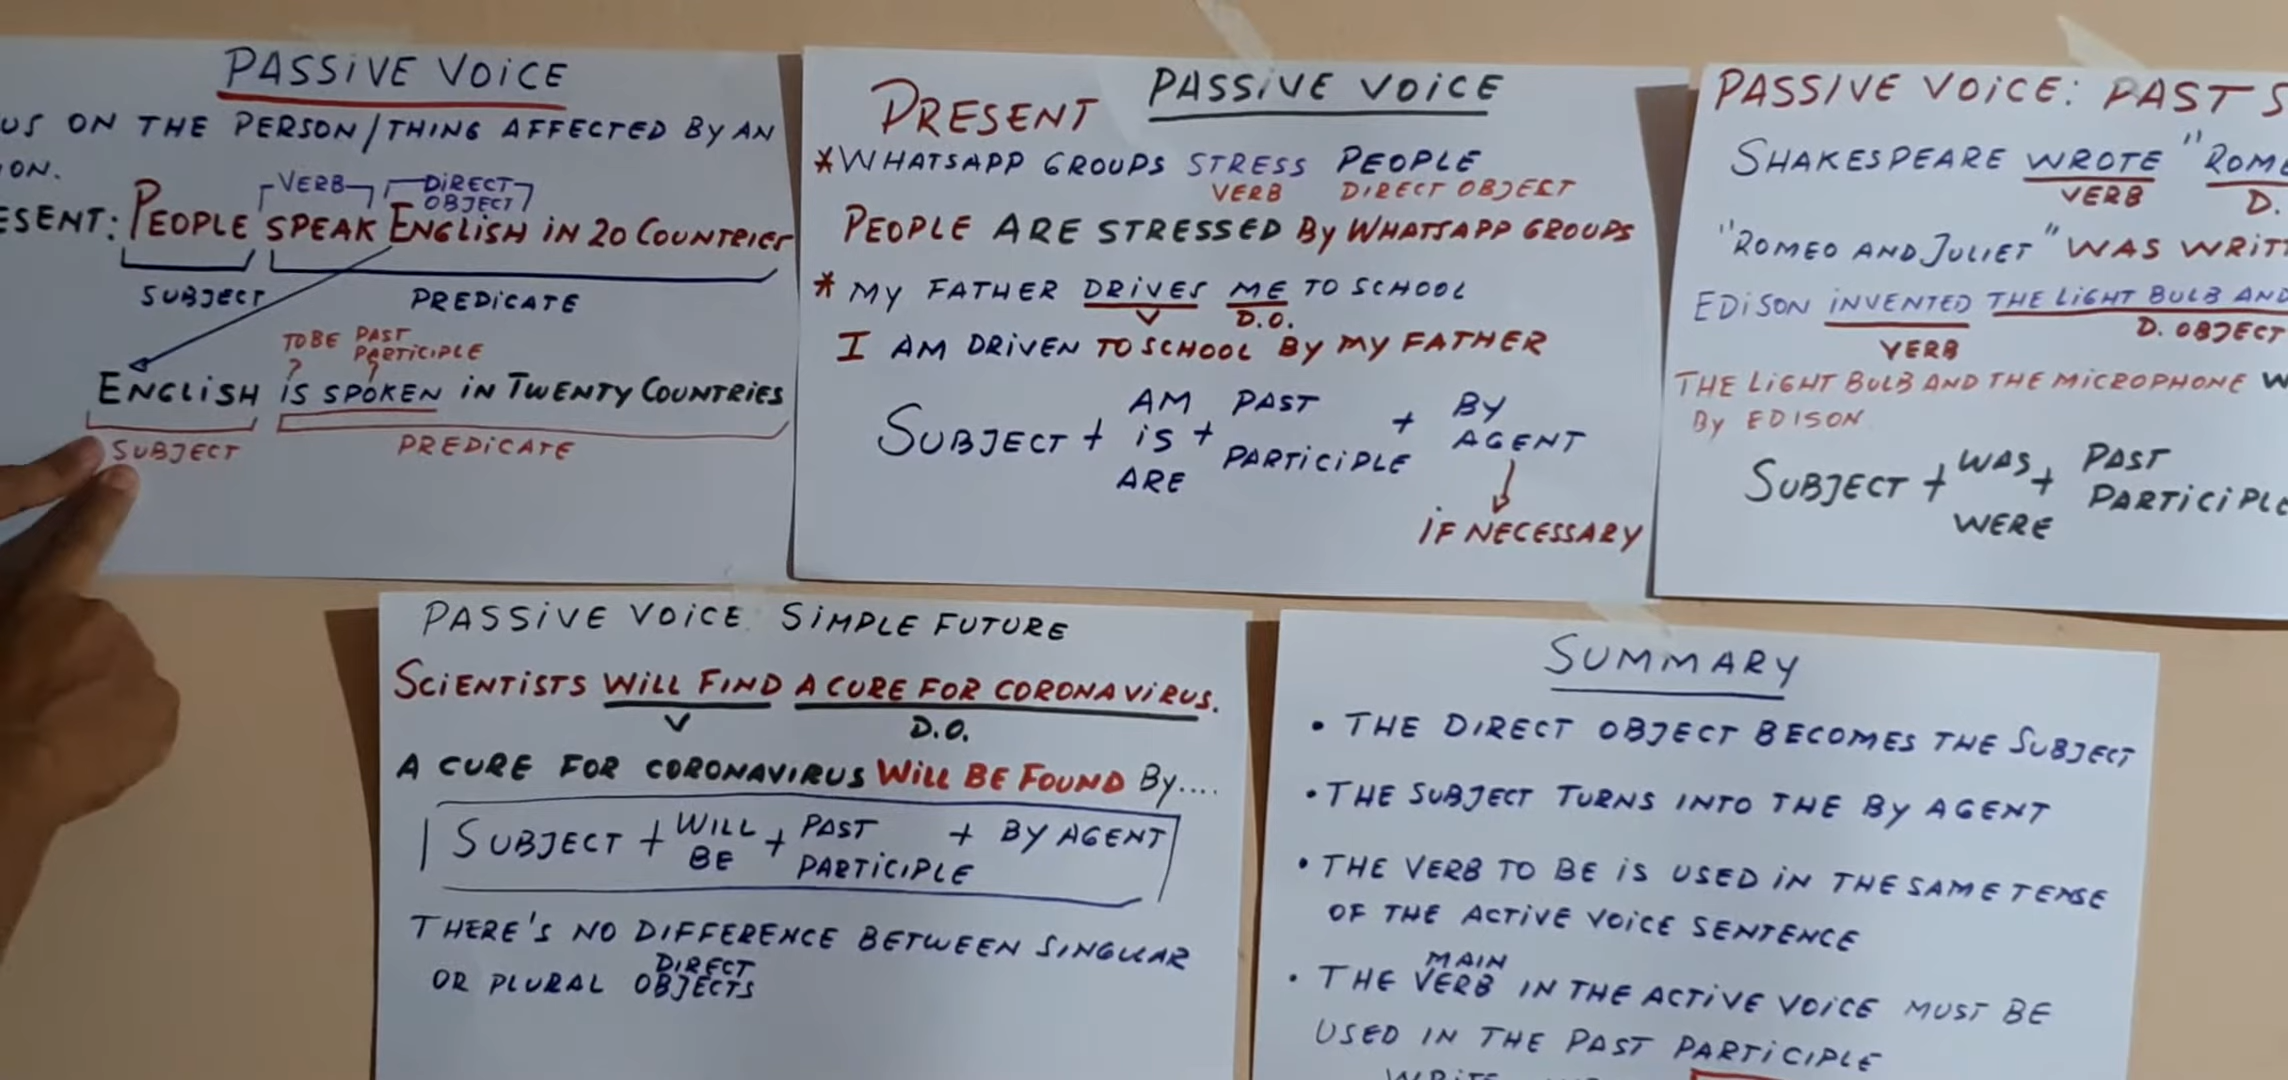 PASSIVE VOICE
US ON THE PERSON/THING AFFECTED BY AN
ON.
VERB DIRECT OBJECT
ESENT: PEOPLE SPEAK ENGLISH IN 20 COUNTRIES
SUBJECT PREDICATE
TO BE PAST PARTICIPLE
ENGLISH IS SPOKEN IN TWENTY COUNTRIES
SUBJECT PREDICATE
PRESENT PASSIVE VOICE
*WHATSAPP GROUPS STRESS PEOPLE
VERB DIRECT OBJECT
PEOPLE ARE STRESSED BY WHATSAPP GROUPS
* MY FATHER DRIVES ME TO SCHOOL
V D.O.
I AM DRIVEN TO SCHOOL BY MY FATHER
AM PAST BY
SUBJECT + IS + PARTICIPLE + AGENT
ARE
IF NECESSARY
PASSIVE VOICE: PAST S
SHAKESPEARE WROTE "ROME
VERB D.
"ROMEO AND JULIET" WAS WRITT
EDISON INVENTED THE LIGHT BULB AND
VERB D. OBJECT
THE LIGHT BULB AND THE MICROPHONE W
BY EDISON
SUBJECT + WAS + PAST
WERE PARTICIPLE
PASSIVE VOICE: SIMPLE FUTURE
SCIENTISTS WILL FIND A CURE FOR CORONAVIRUS.
V D.O.
A CURE FOR CORONAVIRUS WILL BE FOUND BY....
SUBJECT + WILL + PAST + BY AGENT
BE PARTICIPLE
THERE'S NO DIFFERENCE BETWEEN SINGULAR
OR PLURAL DIRECT OBJECTS
SUMMARY
• THE DIRECT OBJECT BECOMES THE SUBJECT
• THE SUBJECT TURNS INTO THE BY AGENT
• THE VERB TO BE IS USED IN THE SAME TENSE
OF THE ACTIVE VOICE SENTENCE
• THE MAIN VERB IN THE ACTIVE VOICE MUST BE
USED IN THE PAST PARTICIPLE